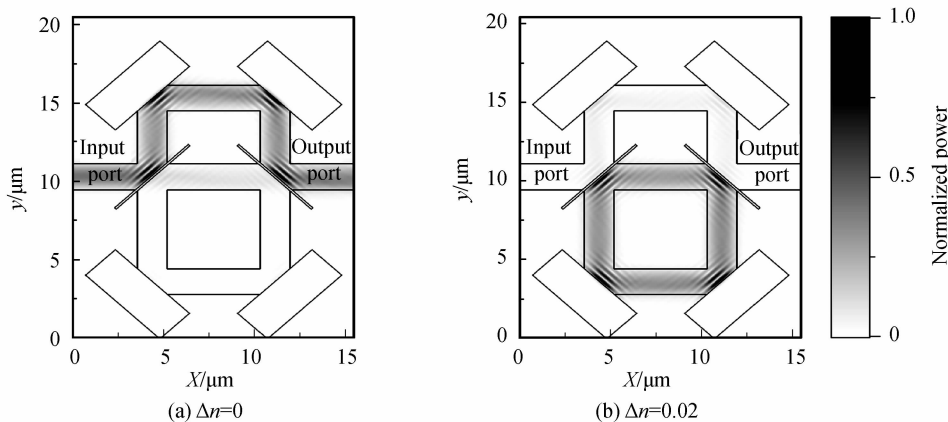 20
15
10
5
0
y/μm
Input
port
Output
port
0
5
10
15
X/μm
(a) Δn=0
20
15
10
5
0
y/μm
Input
port
Output
port
0
5
10
15
X/μm
(b) Δn=0.02
1.0
0.5
0
Normalized power